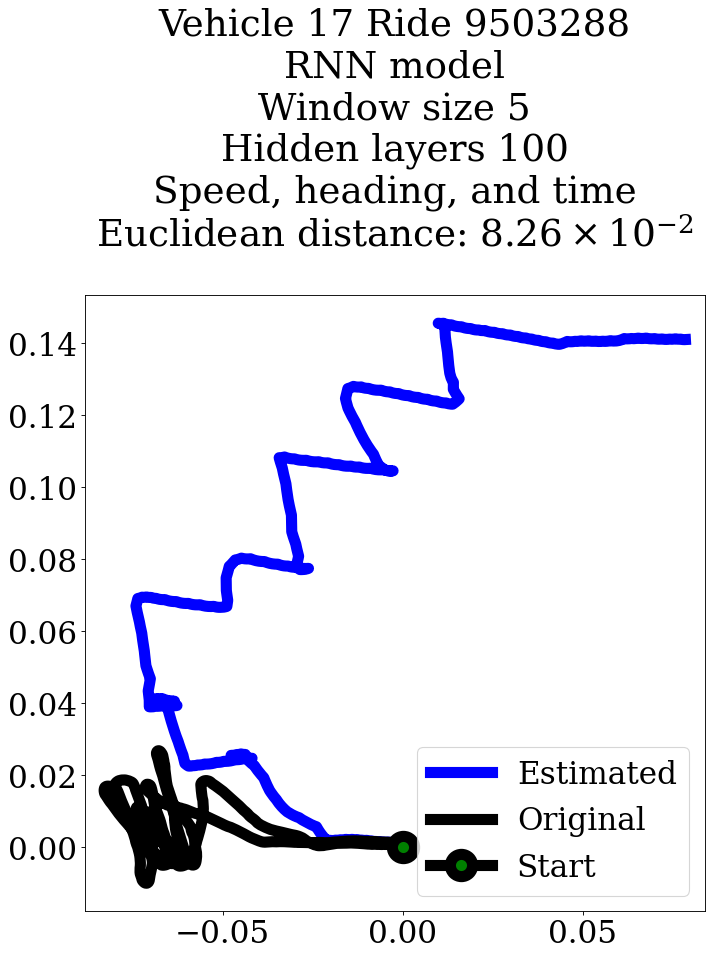 Vehicle 17 Ride 9503288
RNN model
Window size 5
Hidden layers 100
Speed, heading, and time
Euclidean distance: 8.26 × 10⁻²
0.14
0.12
0.10
0.08
0.06
0.04
0.02
0.00
−0.05
0.00
0.05
Estimated
Original
Start